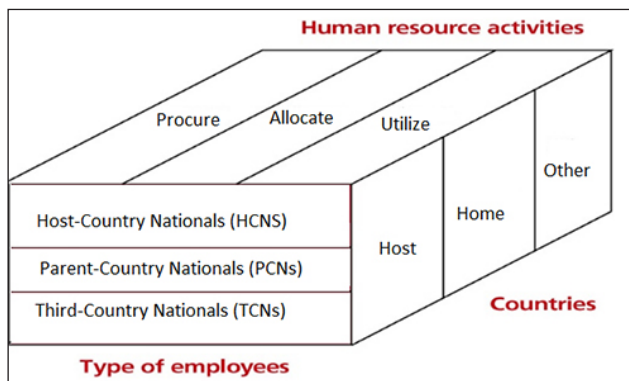 Human resource activities
Procure
Allocate
Utilize
Host-Country Nationals (HCNS)
Parent-Country Nationals (PCNs)
Third-Country Nationals (TCNs)
Host
Home
Other
Countries
Type of employees